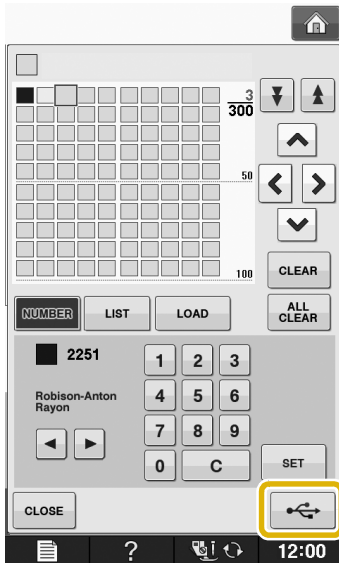 3
300
50
100
CLEAR
NUMBER LIST LOAD ALL CLEAR
2251
1 2 3
Robison-Anton
Rayon
4 5 6
7 8 9
0 C SET
CLOSE
? 12:00